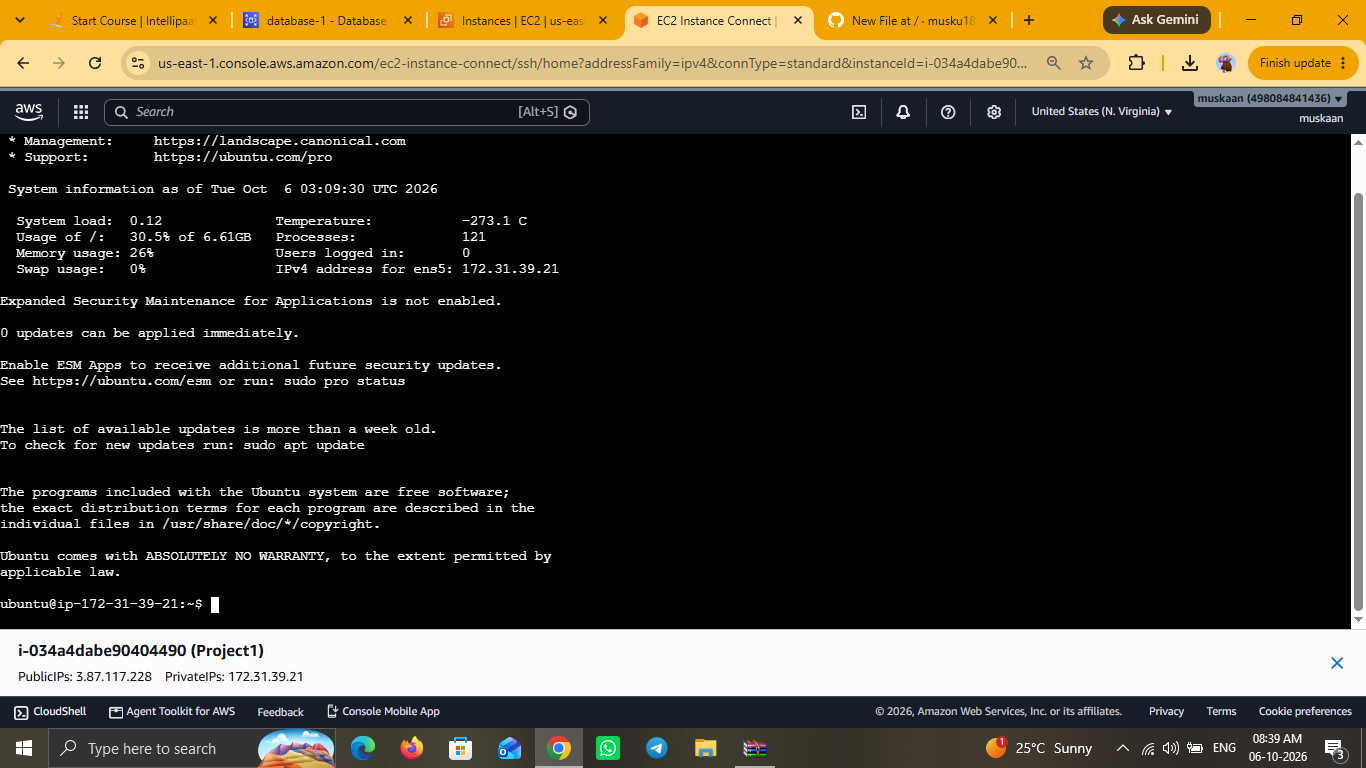 Start Course | Intellipaa
database-1 - Database
Instances | EC2 | us-eas
EC2 Instance Connect |
New File at / · musku18
Ask Gemini
us-east-1.console.aws.amazon.com/ec2-instance-connect/ssh/home?addressFamily=ipv4&connType=standard&instanceId=i-034a4dabe90...
Finish update
aws
Search
[Alt+S]
United States (N. Virginia)
muskaan (498084841436)
muskaan
* Management:     https://landscape.canonical.com
* Support:        https://ubuntu.com/pro
System information as of Tue Oct  6 03:09:30 UTC 2026
System load:  0.12              Temperature:           -273.1 C
Usage of /:   30.5% of 6.61GB   Processes:             121
Memory usage: 26%               Users logged in:       0
Swap usage:   0%                IPv4 address for ens5: 172.31.39.21
Expanded Security Maintenance for Applications is not enabled.
0 updates can be applied immediately.
Enable ESM Apps to receive additional future security updates.
See https://ubuntu.com/esm or run: sudo pro status
The list of available updates is more than a week old.
To check for new updates run: sudo apt update
The programs included with the Ubuntu system are free software;
the exact distribution terms for each program are described in the
individual files in /usr/share/doc/*/copyright.
Ubuntu comes with ABSOLUTELY NO WARRANTY, to the extent permitted by
applicable law.
ubuntu@ip-172-31-39-21:~$
i-034a4dabe90404490 (Project1)
PublicIPs: 3.87.117.228    PrivateIPs: 172.31.39.21
CloudShell
Agent Toolkit for AWS
Feedback
Console Mobile App
© 2026, Amazon Web Services, Inc. or its affiliates.
Privacy
Terms
Cookie preferences
Type here to search
1
25°C  Sunny
ENG
08:39 AM
06-10-2026
3